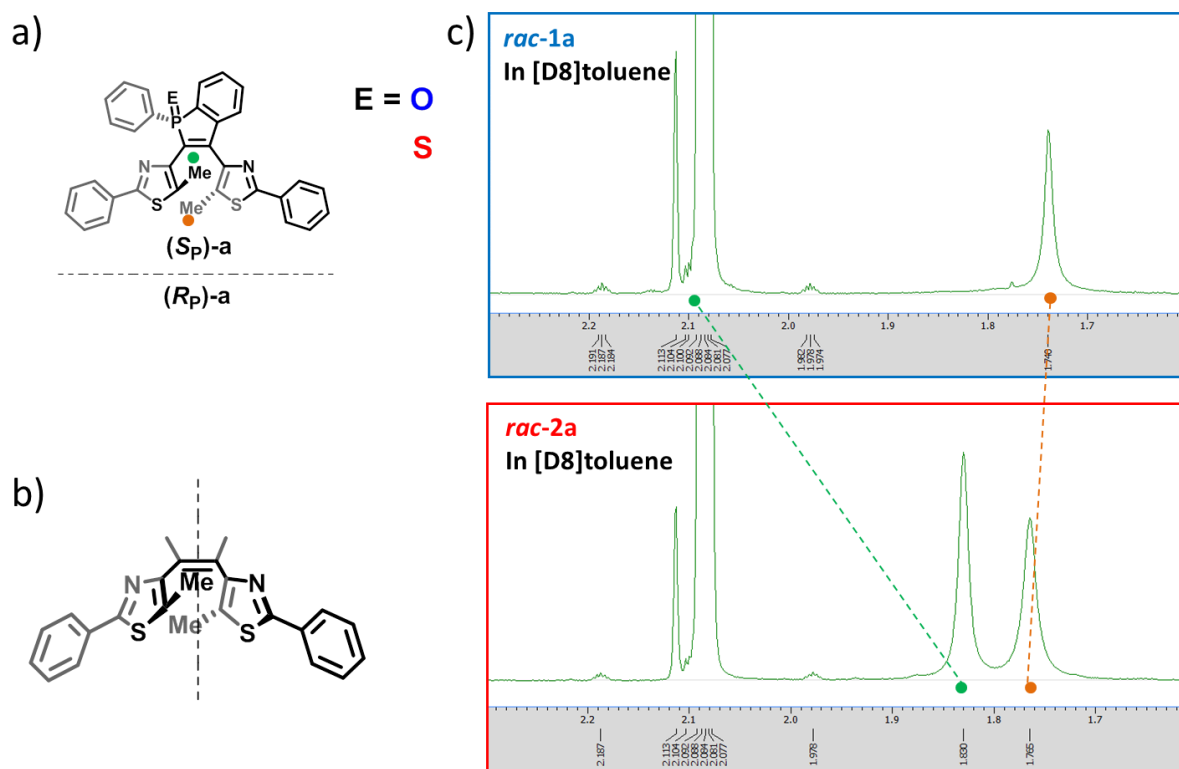 a)
E
P
N
Me
N
S
Me
S
(SP)-a
(RP)-a
E = O
S
b)
N
Me
N
S
Me
S
c)
rac-1a
In [D8]toluene
2.2
2.1
2.0
1.9
1.8
1.7
2.191
2.187
2.184
2.113
2.104
2.100
2.092
2.088
2.084
2.081
2.077
1.982
1.978
1.974
1.740
rac-2a
In [D8]toluene
2.2
2.1
2.0
1.9
1.8
1.7
2.187
2.113
2.104
2.092
2.088
2.084
2.081
2.077
1.978
1.830
1.765